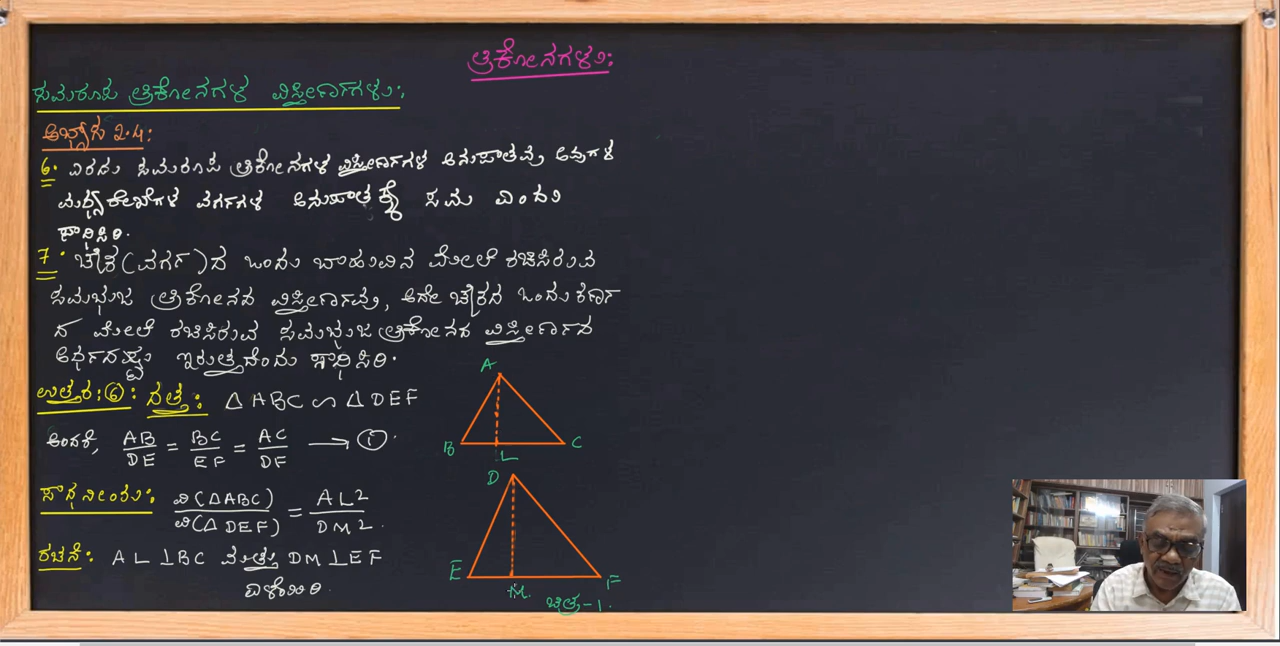 ತ್ರಿಕೋನಗಳು:
ಸಮರೂಪ ತ್ರಿಕೋನಗಳ ವಿಸ್ತೀರ್ಣಗಳು:
ಅಭ್ಯಾಸ 2.4:
6. ಎರಡು ಸಮರೂಪ ತ್ರಿಕೋನಗಳ ವಿಸ್ತೀರ್ಣಗಳ ಅನುಪಾತವು ಅವುಗಳ
ಮಧ್ಯರೇಖೆಗಳ ವರ್ಗಗಳ ಅನುಪಾತಕ್ಕೆ ಸಮ ಎಂದು
ಸಾಧಿಸಿರಿ.
7. ಚೌಕ(ವರ್ಗ)ದ ಒಂದು ಬಾಹುವಿನ ಮೇಲೆ ರಚಿಸಿರುವ
ಸಮಭುಜ ತ್ರಿಕೋನದ ವಿಸ್ತೀರ್ಣವು, ಅದೇ ಚೌಕದ ಒಂದು ಕರ್ಣ
ದ ಮೇಲೆ ರಚಿಸಿರುವ ಸಮಭುಜ ತ್ರಿಕೋನದ ವಿಸ್ತೀರ್ಣದ
ಅರ್ಧದಷ್ಟು ಇರುತ್ತದೆಂದು ಸಾಧಿಸಿರಿ.
ಉತ್ತರ:⑥: ದತ್ತ: △ABC ∽ △DEF
ಅಂದರೆ, AB/DE = BC/EF = AC/DF ⟶ ⓘ.
ಸಾಧನೀಯ: ವಿ(△ABC)/ವಿ(△DEF) = AL2/DM2.
ರಚನೆ: AL⊥BC ಮತ್ತು DM⊥EF
ಎಳೆಯಿರಿ.
A
B L C
D
E M F
ಚಿತ್ರ-1.